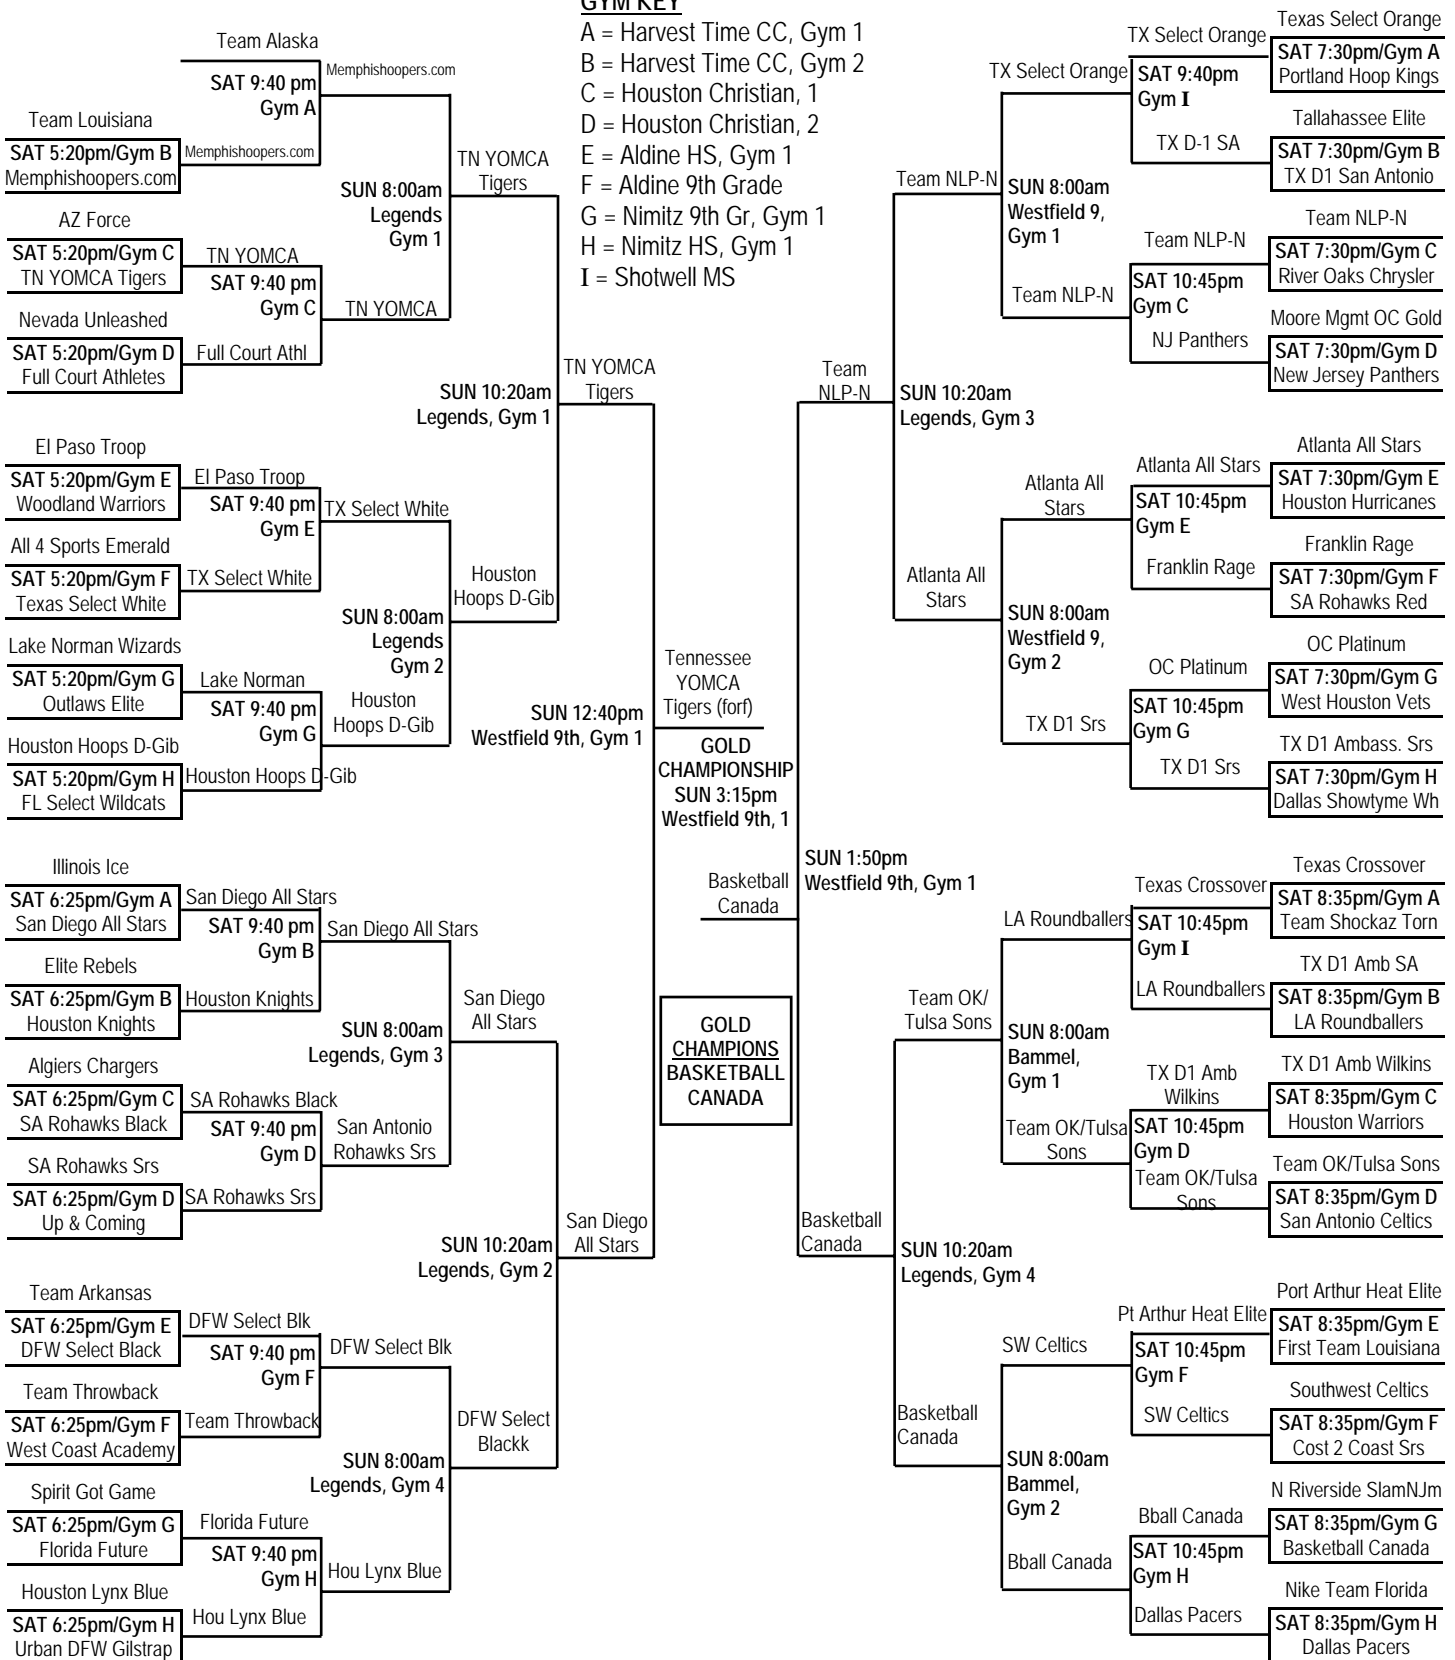 GYM KEY
A = Harvest Time CC, Gym 1
B = Harvest Time CC, Gym 2
C = Houston Christian, 1
D = Houston Christian, 2
E = Aldine HS, Gym 1
F = Aldine 9th Grade
G = Nimitz 9th Gr, Gym 1
H = Nimitz HS, Gym 1
I = Shotwell MS
Team Alaska
SAT 9:40 pm
Gym A
Memphishoopers.com
Team Louisiana
SAT 5:20pm/Gym B
Memphishoopers.com
Memphishoopers.com
SUN 8:00am
Legends
Gym 1
TN YOMCA
Tigers
AZ Force
SAT 5:20pm/Gym C
TN YOMCA Tigers
TN YOMCA
SAT 9:40 pm
Gym C
TN YOMCA
Nevada Unleashed
SAT 5:20pm/Gym D
Full Court Athletes
Full Court Athl
SUN 10:20am
Legends, Gym 1
TN YOMCA
Tigers
El Paso Troop
SAT 5:20pm/Gym E
Woodland Warriors
El Paso Troop
SAT 9:40 pm
Gym E
TX Select White
All 4 Sports Emerald
SAT 5:20pm/Gym F
Texas Select White
TX Select White
SUN 8:00am
Legends
Gym 2
Houston
Hoops D-Gib
Lake Norman Wizards
SAT 5:20pm/Gym G
Outlaws Elite
Lake Norman
SAT 9:40 pm
Gym G
Houston
Hoops D-Gib
Houston Hoops D-Gib
SAT 5:20pm/Gym H
FL Select Wildcats
Houston Hoops D-Gib
SUN 12:40pm
Westfield 9th, Gym 1
Tennessee
YOMCA
Tigers (forf)
GOLD
CHAMPIONSHIP
SUN 3:15pm
Westfield 9th, 1
Illinois Ice
SAT 6:25pm/Gym A
San Diego All Stars
San Diego All Stars
SAT 9:40 pm
Gym B
San Diego All Stars
Elite Rebels
SAT 6:25pm/Gym B
Houston Knights
Houston Knights
SUN 8:00am
Legends, Gym 3
San Diego
All Stars
Algiers Chargers
SAT 6:25pm/Gym C
SA Rohawks Black
SA Rohawks Black
SAT 9:40 pm
Gym D
San Antonio
Rohawks Srs
SA Rohawks Srs
SAT 6:25pm/Gym D
Up & Coming
SA Rohawks Srs
SUN 10:20am
Legends, Gym 2
San Diego
All Stars
Team Arkansas
SAT 6:25pm/Gym E
DFW Select Black
DFW Select Blk
SAT 9:40 pm
Gym F
DFW Select Blk
Team Throwback
SAT 6:25pm/Gym F
West Coast Academy
Team Throwback
SUN 8:00am
Legends, Gym 4
DFW Select
Blackk
Spirit Got Game
SAT 6:25pm/Gym G
Florida Future
Florida Future
SAT 9:40 pm
Gym H
Hou Lynx Blue
Houston Lynx Blue
SAT 6:25pm/Gym H
Urban DFW Gilstrap
Hou Lynx Blue
Basketball
Canada
GOLD
CHAMPIONS
BASKETBALL
CANADA
Texas Select Orange
SAT 7:30pm/Gym A
Portland Hoop Kings
TX Select Orange
SAT 9:40pm
Gym I
TX Select Orange
Tallahassee Elite
SAT 7:30pm/Gym B
TX D1 San Antonio
TX D-1 SA
Team NLP-N
SUN 8:00am
Westfield 9,
Gym 1
Team NLP-N
SAT 7:30pm/Gym C
River Oaks Chrysler
Team NLP-N
SAT 10:45pm
Gym C
Team NLP-N
Moore Mgmt OC Gold
SAT 7:30pm/Gym D
New Jersey Panthers
NJ Panthers
Team
NLP-N
SUN 10:20am
Legends, Gym 3
Atlanta All Stars
SAT 7:30pm/Gym E
Houston Hurricanes
Atlanta All Stars
SAT 10:45pm
Gym E
Atlanta All
Stars
Franklin Rage
SAT 7:30pm/Gym F
SA Rohawks Red
Franklin Rage
Atlanta All
Stars
SUN 8:00am
Westfield 9,
Gym 2
OC Platinum
SAT 7:30pm/Gym G
West Houston Vets
OC Platinum
SAT 10:45pm
Gym G
TX D1 Srs
TX D1 Ambass. Srs
SAT 7:30pm/Gym H
Dallas Showtyme Wh
TX D1 Srs
SUN 1:50pm
Westfield 9th, Gym 1
Texas Crossover
SAT 8:35pm/Gym A
Team Shockaz Torn
Texas Crossover
SAT 10:45pm
Gym I
LA Roundballers
TX D1 Amb SA
SAT 8:35pm/Gym B
LA Roundballers
LA Roundballers
Team OK/
Tulsa Sons
SUN 8:00am
Bammel,
Gym 1
TX D1 Amb Wilkins
SAT 8:35pm/Gym C
Houston Warriors
TX D1 Amb
Wilkins
SAT 10:45pm
Gym D
Team OK/Tulsa
Sons
Team OK/Tulsa Sons
SAT 8:35pm/Gym D
San Antonio Celtics
Team OK/Tulsa
Sons
Basketball
Canada
SUN 10:20am
Legends, Gym 4
Port Arthur Heat Elite
SAT 8:35pm/Gym E
First Team Louisiana
Pt Arthur Heat Elite
SAT 10:45pm
Gym F
SW Celtics
Southwest Celtics
SAT 8:35pm/Gym F
Cost 2 Coast Srs
SW Celtics
Basketball
Canada
SUN 8:00am
Bammel,
Gym 2
N Riverside SlamNJm
SAT 8:35pm/Gym G
Basketball Canada
Bball Canada
SAT 10:45pm
Gym H
Bball Canada
Nike Team Florida
SAT 8:35pm/Gym H
Dallas Pacers
Dallas Pacers